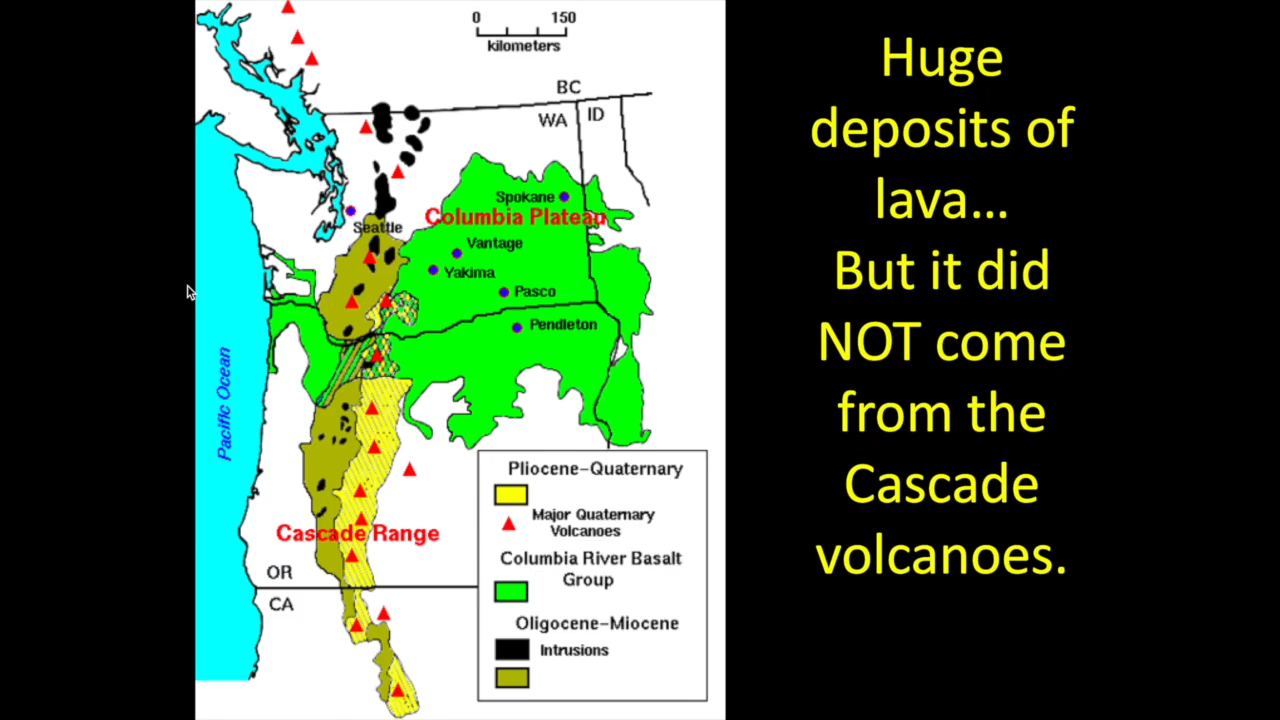 0 150
kilometers
BC
WA ID
Spokane
Columbia Plateau
Seattle
Vantage
Yakima
Pasco
Pendleton
Pacific Ocean
Cascade Range
OR
CA
Pliocene-Quaternary
Major Quaternary
Volcanoes
Columbia River Basalt
Group
Oligocene-Miocene
Intrusions
Huge
deposits of
lava...
But it did
NOT come
from the
Cascade
volcanoes.